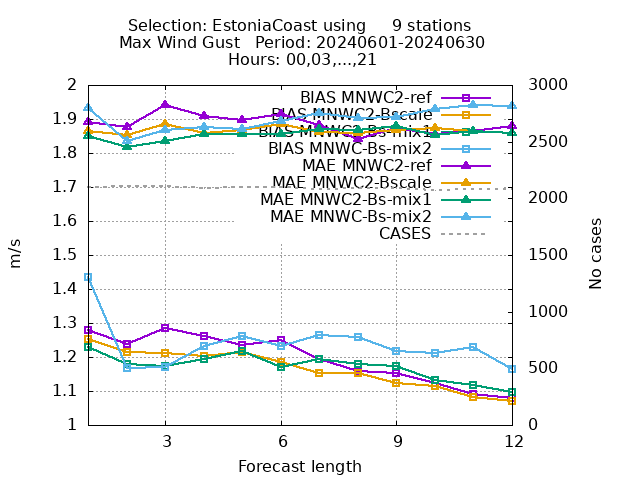 Selection: EstoniaCoast using 9 stations
Max Wind Gust Period: 20240601-20240630
Hours: 00,03,...,21
2 3000
BIAS MNWC2-ref
1.9 BIAS MNWC2-Bscale
BIAS MNWC2-Bs-mix1 2500
1.8 BIAS MNWC-Bs-mix2
MAE MNWC2-ref
1.7 MAE MNWC2-Bscale 2000
MAE MNWC2-Bs-mix1
1.6 MAE MNWC-Bs-mix2
CASES
1.5 1500
1.4
1.3 1000
1.2 500
1.1
1 0
3 6 9 12
Forecast length
m/s
No cases